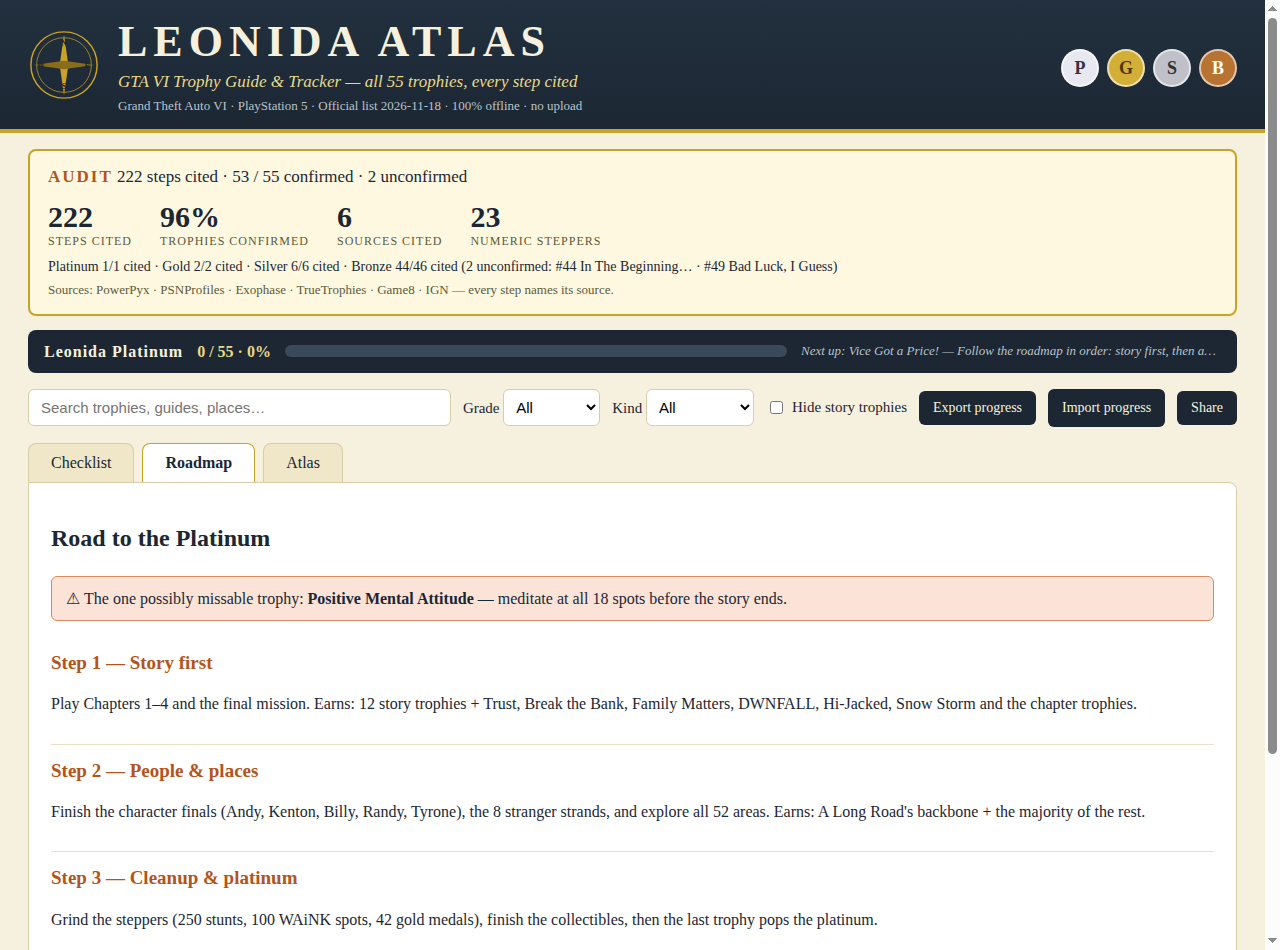 LEONIDA ATLAS
GTA VI Trophy Guide & Tracker — all 55 trophies, every step cited
Grand Theft Auto VI · PlayStation 5 · Official list 2026-11-18 · 100% offline · no upload
P G S B
AUDIT 222 steps cited · 53 / 55 confirmed · 2 unconfirmed
222 96% 6 23
STEPS CITED TROPHIES CONFIRMED SOURCES CITED NUMERIC STEPPERS
Platinum 1/1 cited · Gold 2/2 cited · Silver 6/6 cited · Bronze 44/46 cited (2 unconfirmed: #44 In The Beginning… · #49 Bad Luck, I Guess)
Sources: PowerPyx · PSNProfiles · Exophase · TrueTrophies · Game8 · IGN — every step names its source.
Leonida Platinum 0 / 55 · 0% Next up: Vice Got a Price! — Follow the roadmap in order: story first, then a…
Search trophies, guides, places… Grade All Kind All Hide story trophies Export progress Import progress Share
Checklist Roadmap Atlas
Road to the Platinum
⚠ The one possibly missable trophy: Positive Mental Attitude — meditate at all 18 spots before the story ends.
Step 1 — Story first
Play Chapters 1–4 and the final mission. Earns: 12 story trophies + Trust, Break the Bank, Family Matters, DWNFALL, Hi-Jacked, Snow Storm and the chapter trophies.
Step 2 — People & places
Finish the character finals (Andy, Kenton, Billy, Randy, Tyrone), the 8 stranger strands, and explore all 52 areas. Earns: A Long Road's backbone + the majority of the rest.
Step 3 — Cleanup & platinum
Grind the steppers (250 stunts, 100 WAiNK spots, 42 gold medals), finish the collectibles, then the last trophy pops the platinum.